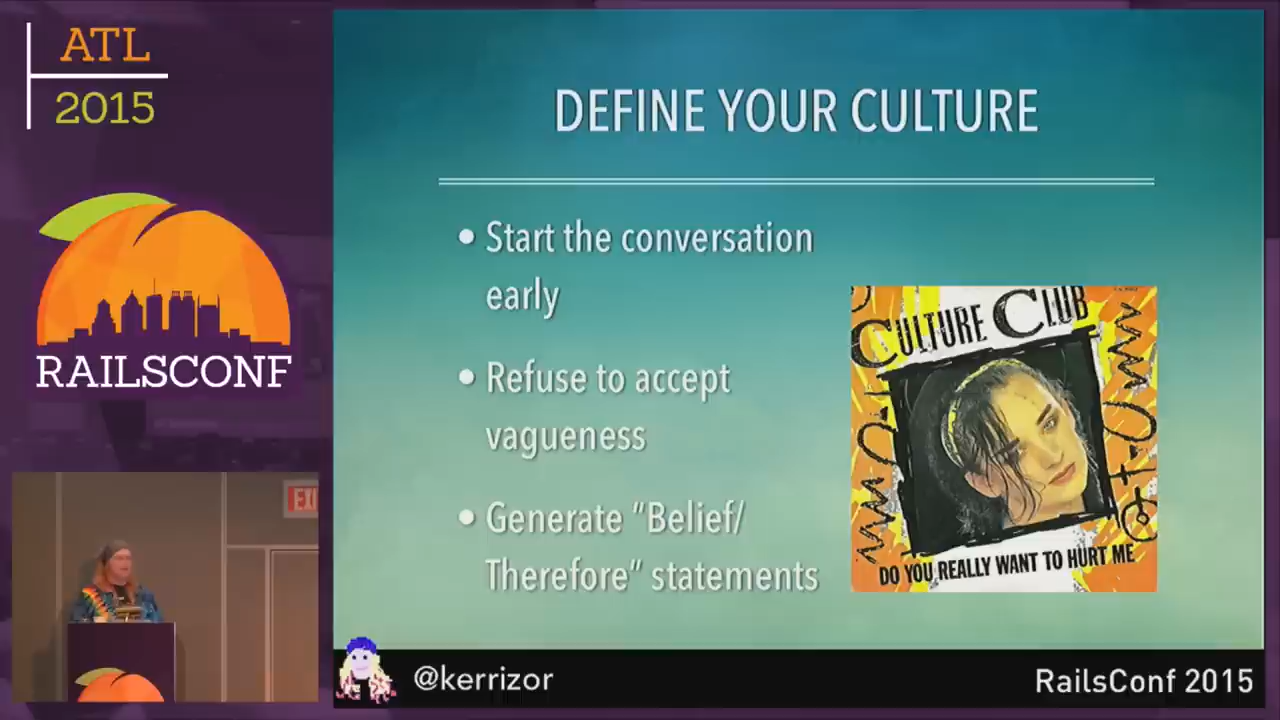 ATL
2015
RAILSCONF
EXI
DEFINE YOUR CULTURE
• Start the conversation
early
• Refuse to accept
vagueness
• Generate "Belief/
Therefore" statements
CULTURE CLUB
DO YOU REALLY WANT TO HURT ME
@kerrizor
RailsConf 2015